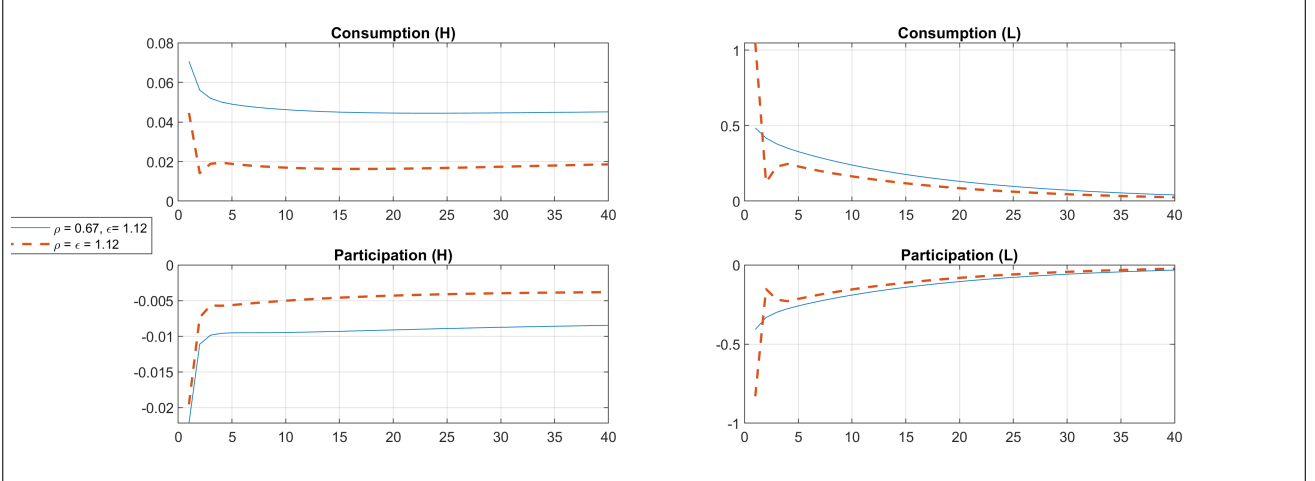 Consumption (H)
0.08
0.06
0.04
0.02
0
0 5 10 15 20 25 30 35 40
Consumption (L)
1
0.5
0
0 5 10 15 20 25 30 35 40
ρ = 0.67, ϵ= 1.12
ρ = ϵ = 1.12
Participation (H)
0
-0.005
-0.01
-0.015
-0.02
0 5 10 15 20 25 30 35 40
Participation (L)
0
-0.5
-1
0 5 10 15 20 25 30 35 40